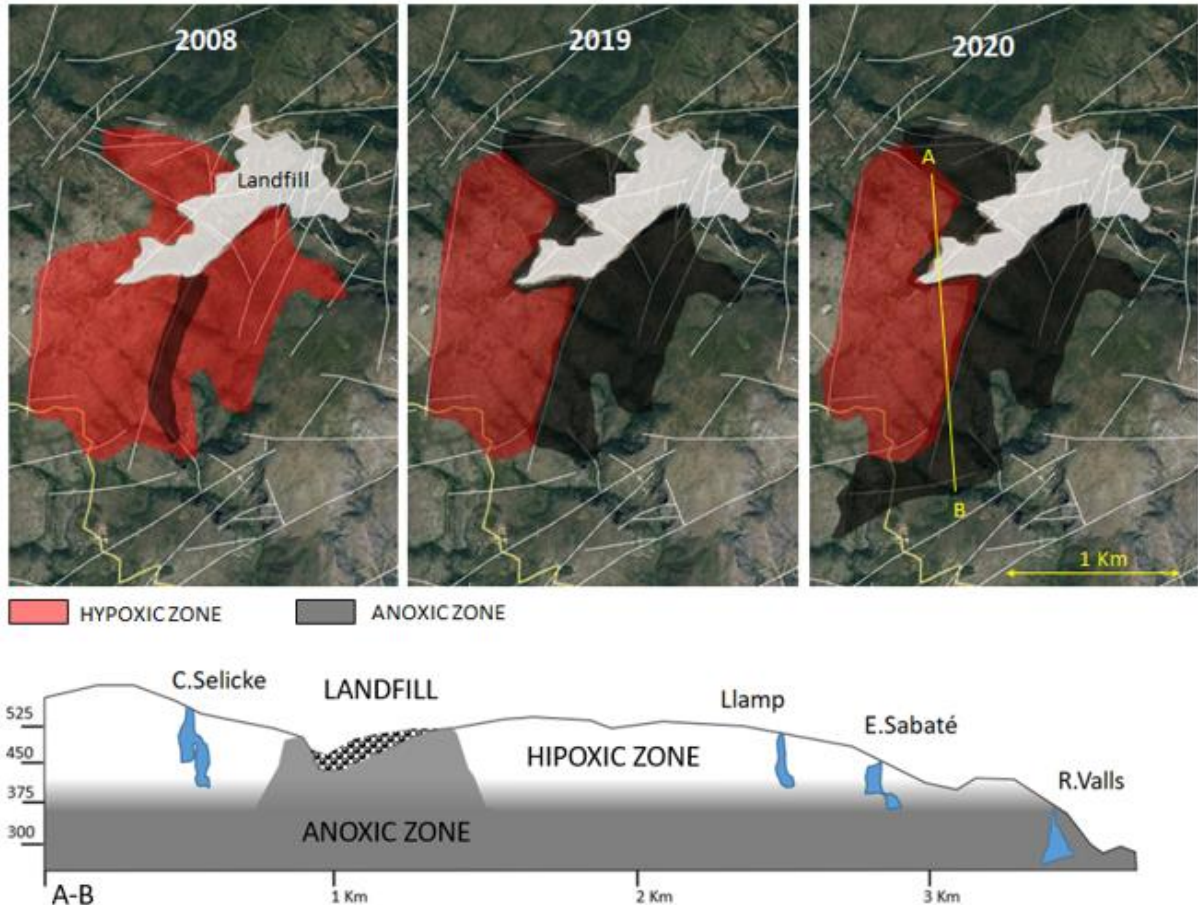 2008
2019
2020
Landfill
A
B
1 Km
HYPOXIC ZONE
ANOXIC ZONE
C.Selicke
LANDFILL
Llamp
E.Sabaté
R.Valls
HIPOXIC ZONE
ANOXIC ZONE
525
450
375
300
A-B
1 Km
2 Km
3 Km